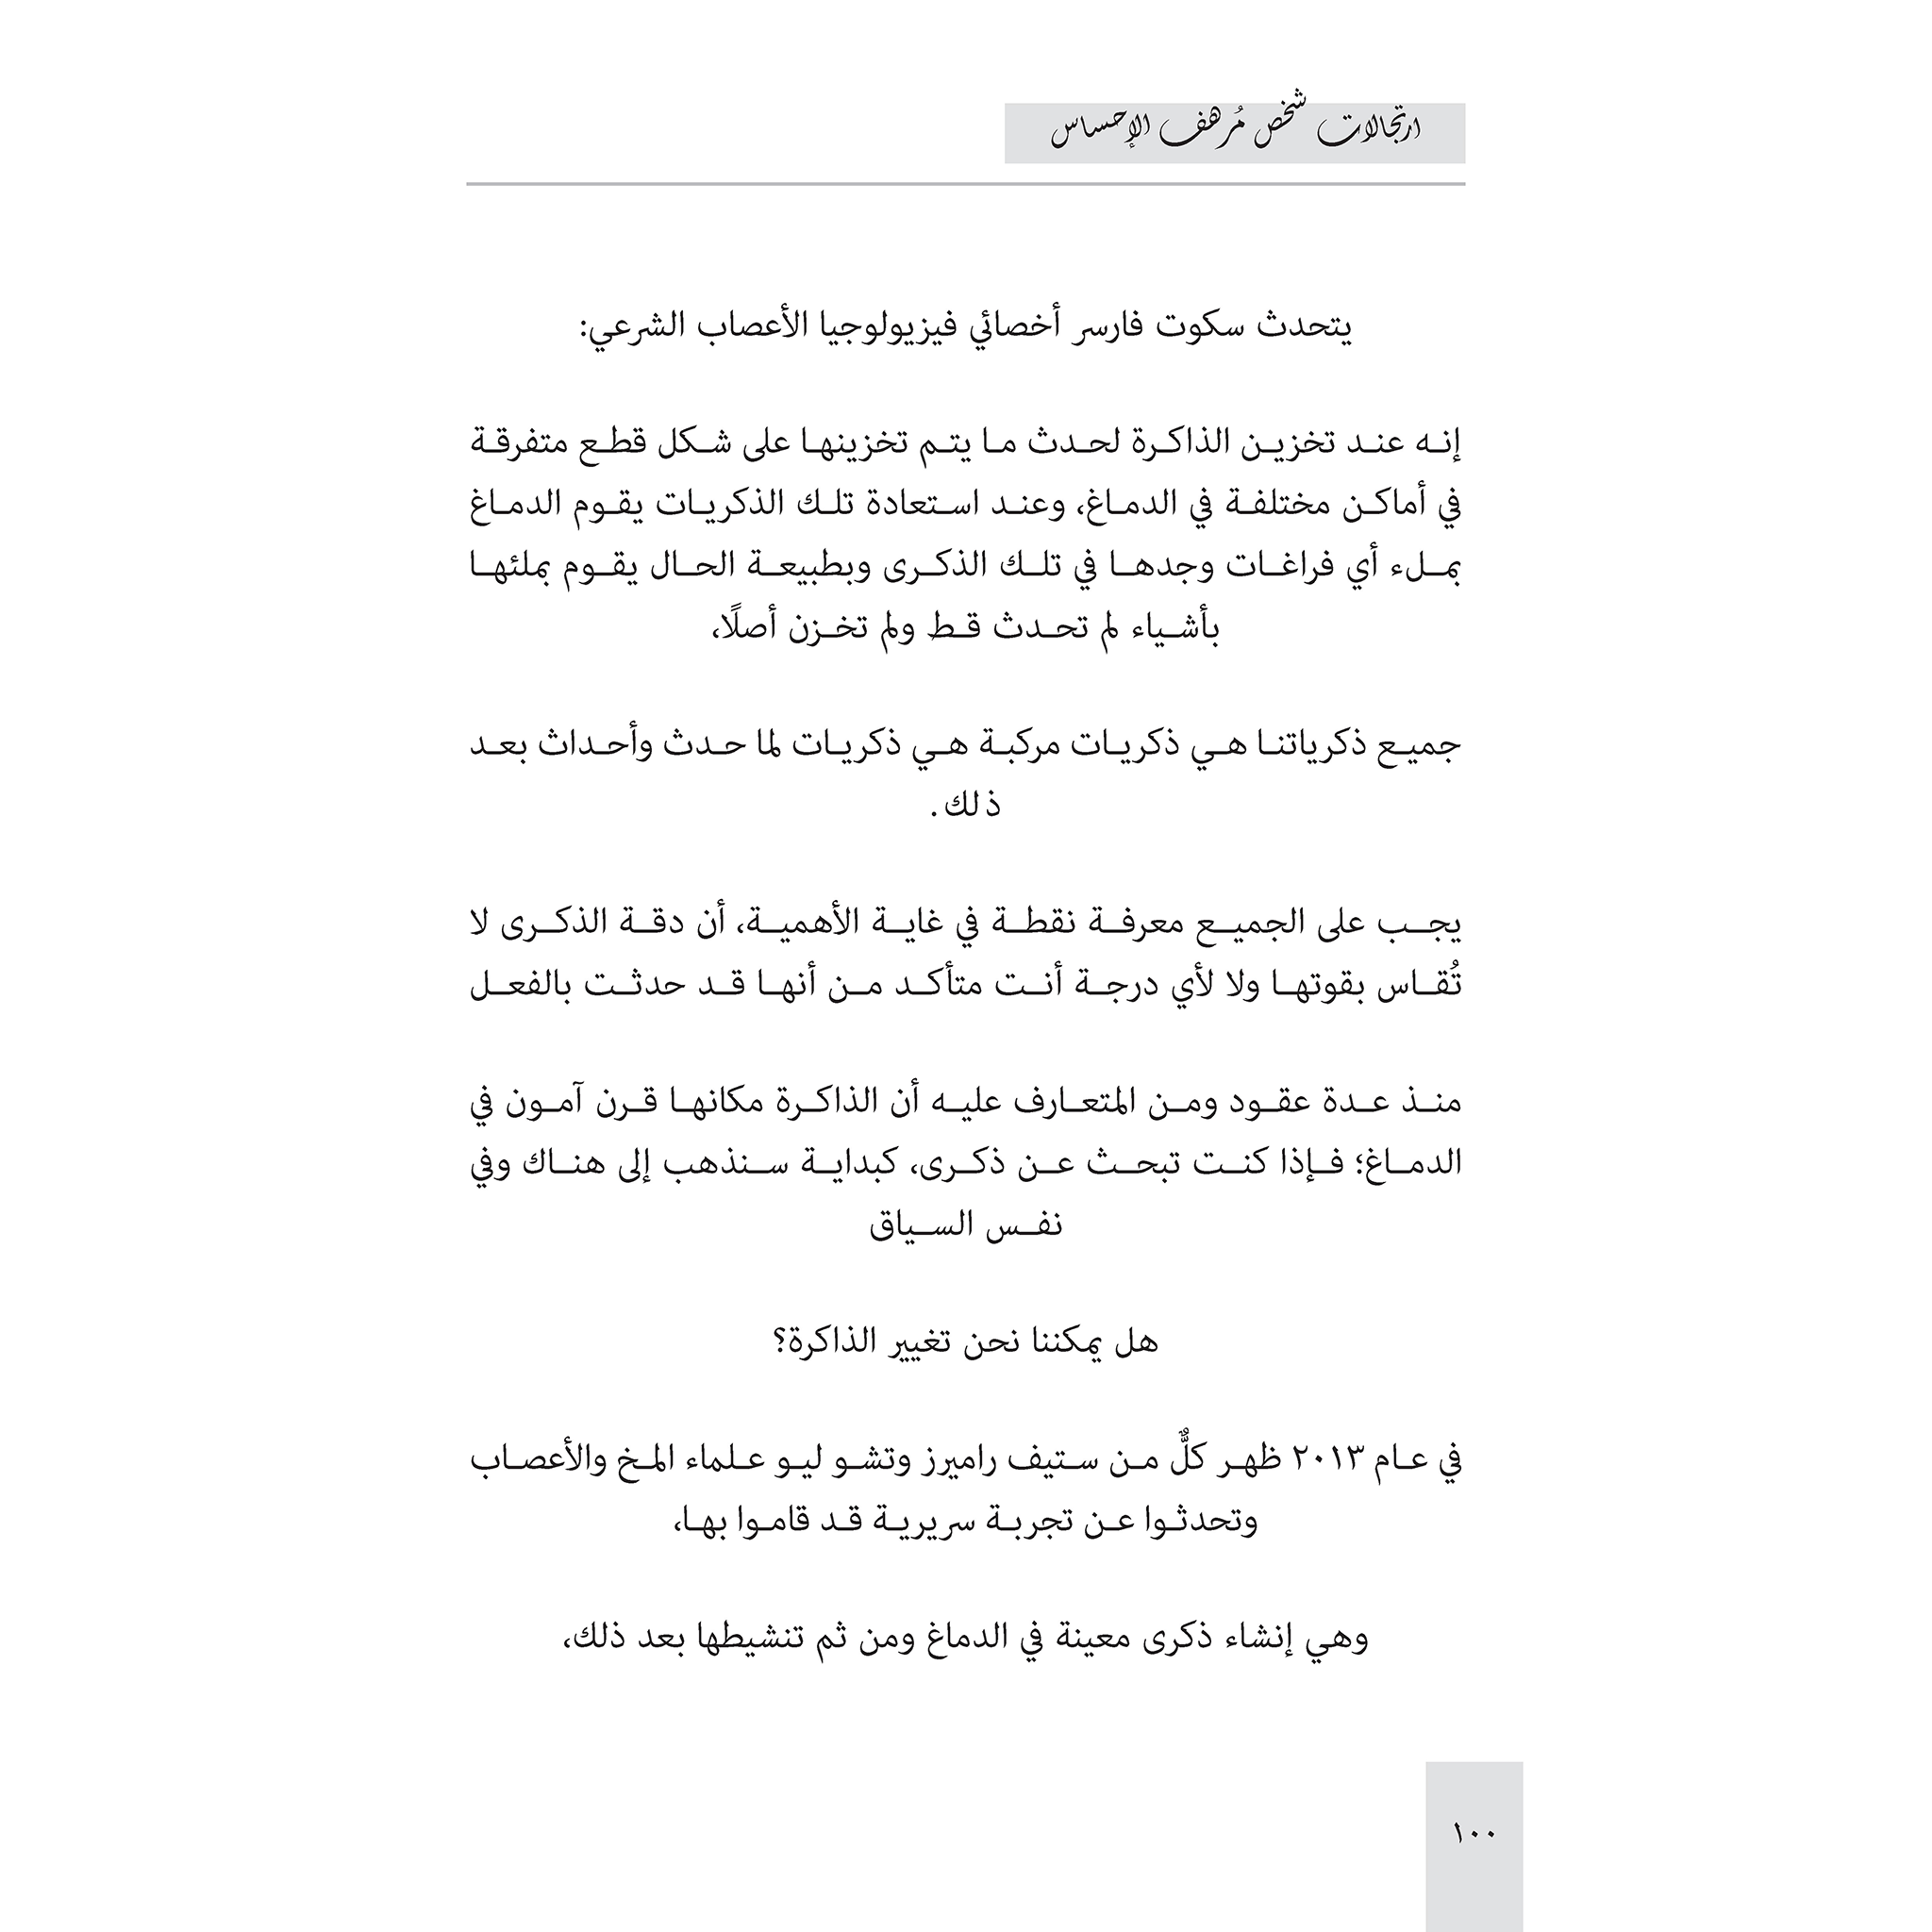 ارتجالات شخص مُرهف الإحساس
يتحدث سكوت فارسر أخصائي فيزيولوجيا الأعصاب الشرعي:
إنه عند تخزين الذاكرة لحدث ما يتم تخزينها على شكل قطع متفرقة
في أماكن مختلفة في الدماغ، وعند استعادة تلك الذكريات يقوم الدماغ
بملء أي فراغات وجدها في تلك الذكرى وبطبيعة الحال يقوم بملئها
بأشياء لم تحدث قط ولم تخزن أصلًا،
جميع ذكرياتنا هي ذكريات مركبة هي ذكريات لما حدث وأحداث بعد
ذلك.
يجب على الجميع معرفة نقطة في غاية الأهمية، أن دقة الذكرى لا
تُقاس بقوتها ولا لأي درجة أنت متأكد من أنها قد حدثت بالفعل
منذ عدة عقود ومن المتعارف عليه أن الذاكرة مكانها قرن آمون في
الدماغ؛ فإذا كنت تبحث عن ذكرى، كبداية سنذهب إلى هناك وفي
نفس السياق
هل يمكننا نحن تغيير الذاكرة؟
في عام ٢٠١٣ ظهر كلٌّ من ستيف راميرز وتشو ليو علماء المخ والأعصاب
وتحدثوا عن تجربة سريرية قد قاموا بها،
وهي إنشاء ذكرى معينة في الدماغ ومن ثم تنشيطها بعد ذلك،
١٠٠